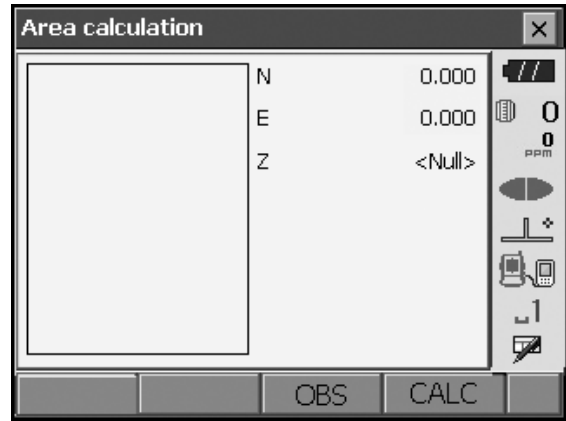 Area calculation
N 0.000
E 0.000
Z <Null>
0
0
PPM
1
OBS CALC